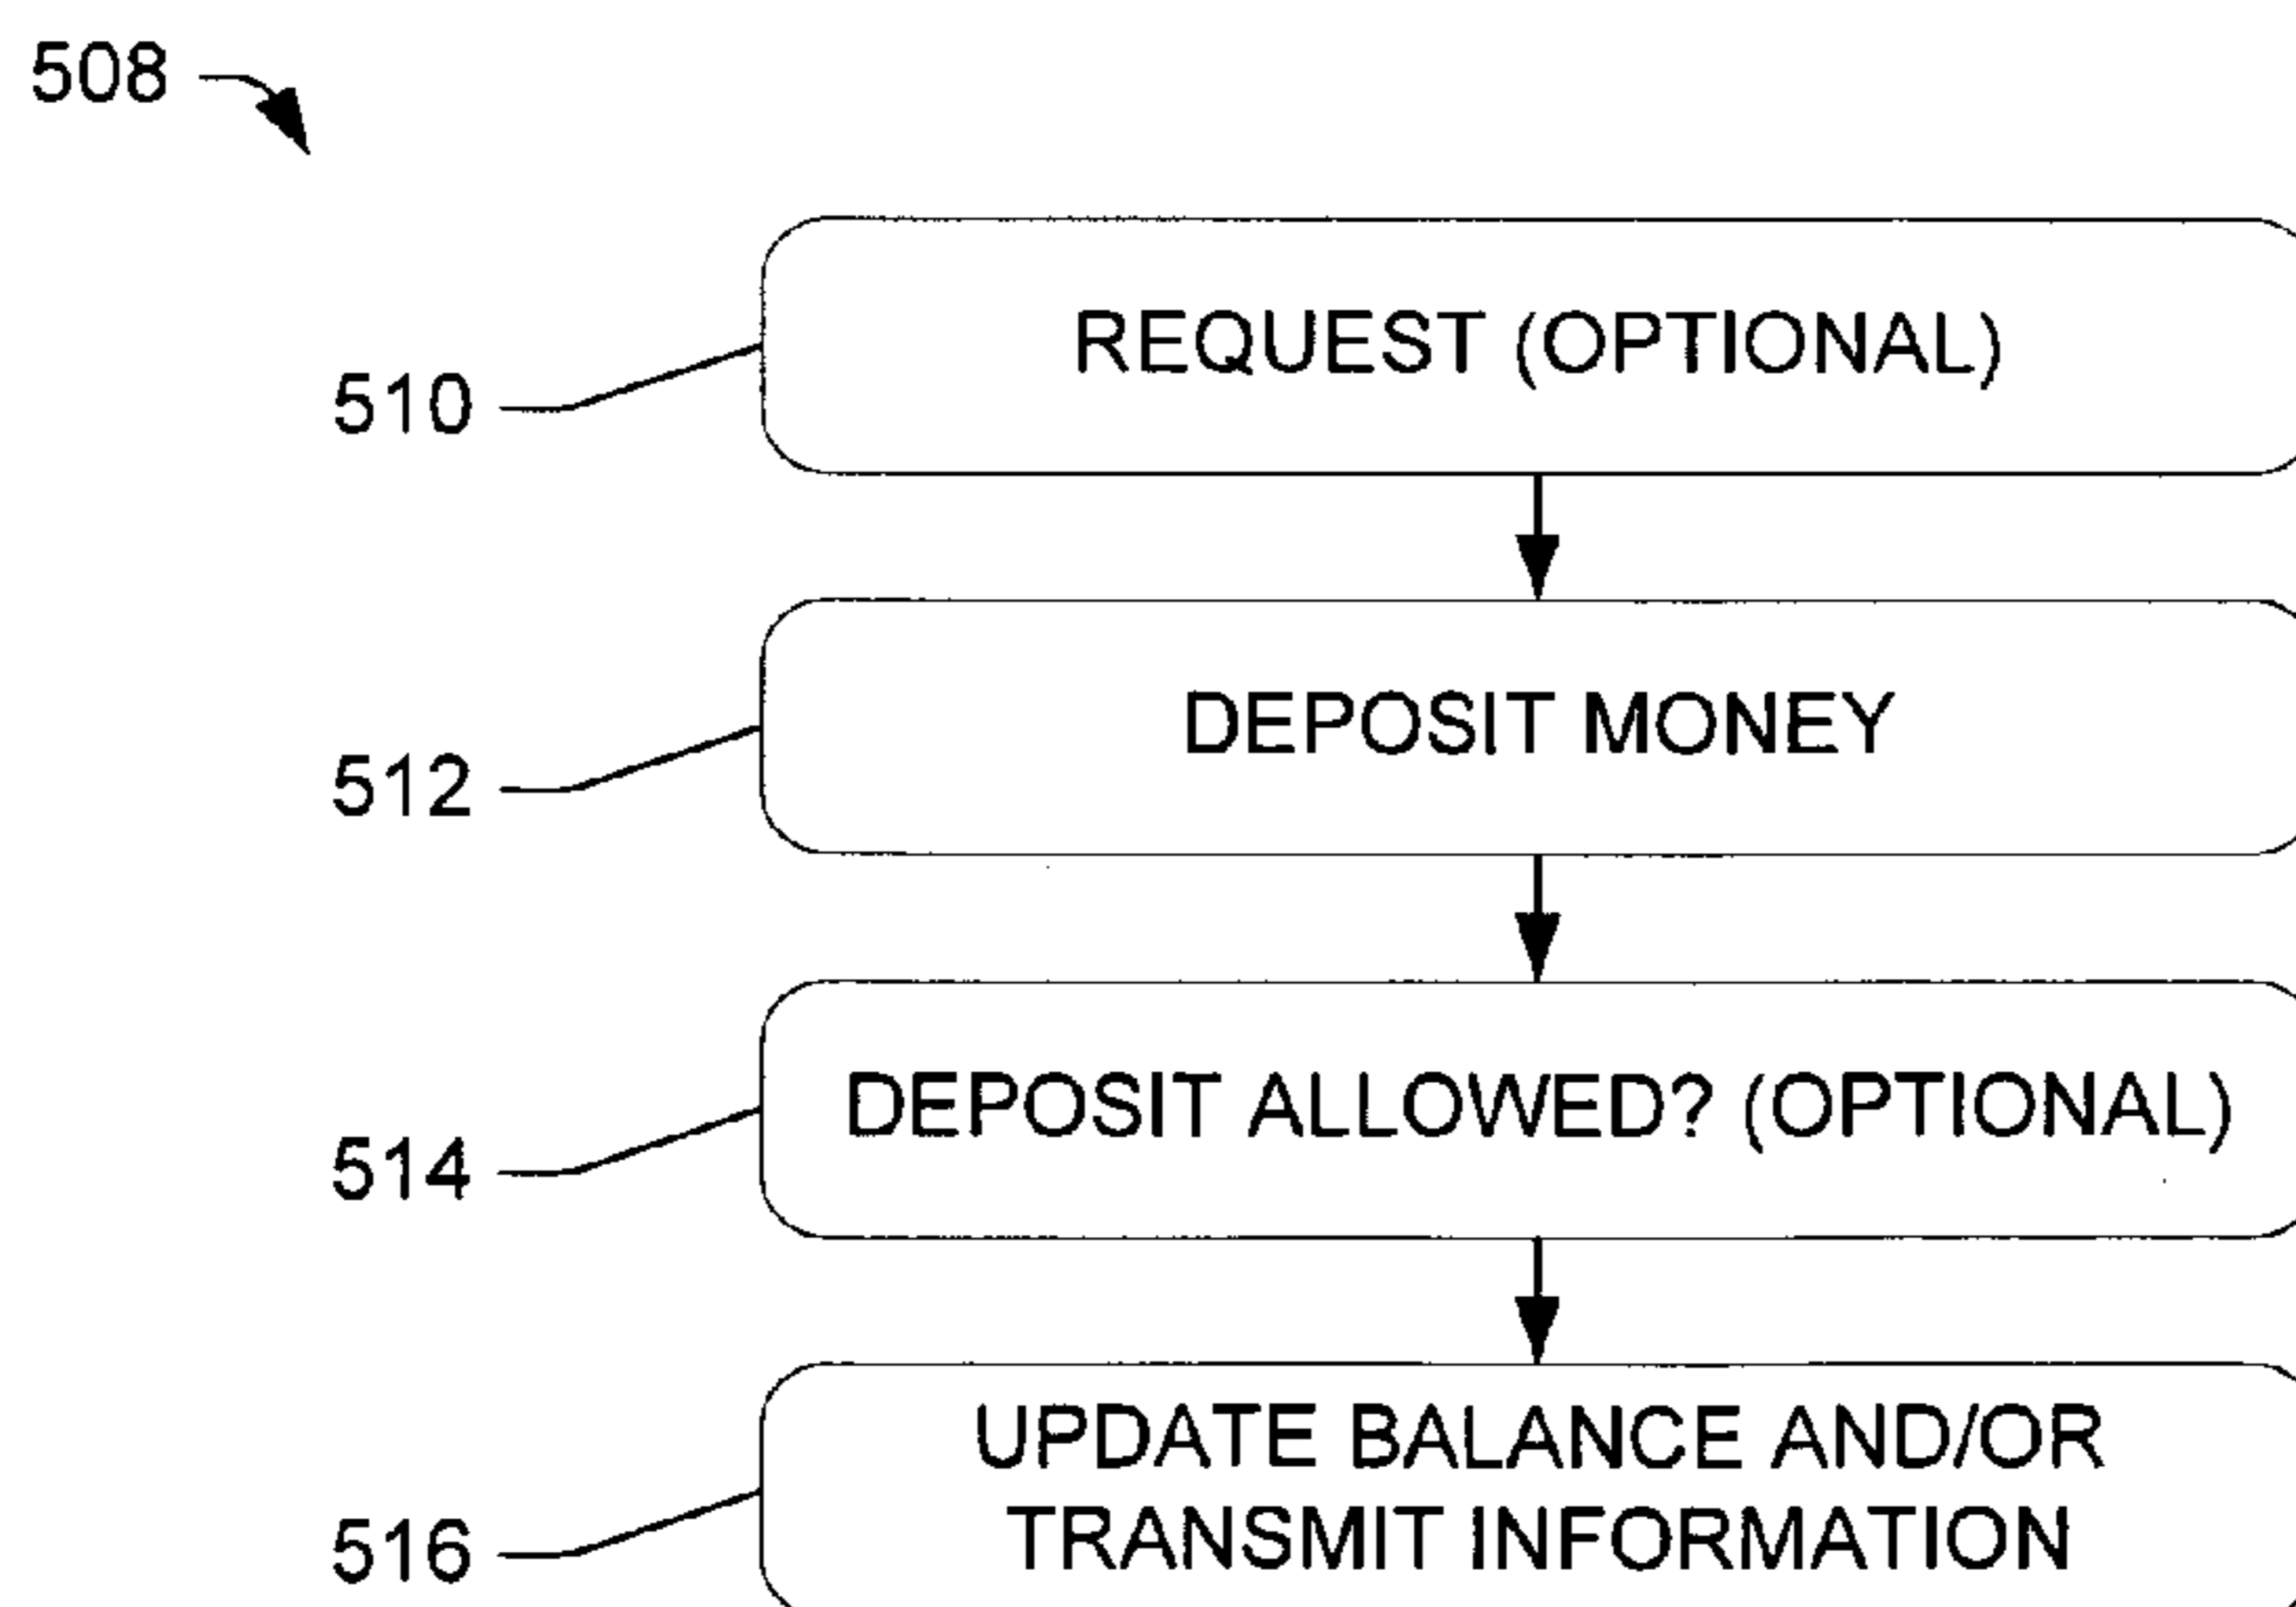 508
REQUEST (OPTIONAL)
510
DEPOSIT MONEY
512
DEPOSIT ALLOWED? (OPTIONAL)
514
UPDATE BALANCE AND/OR
TRANSMIT INFORMATION
516